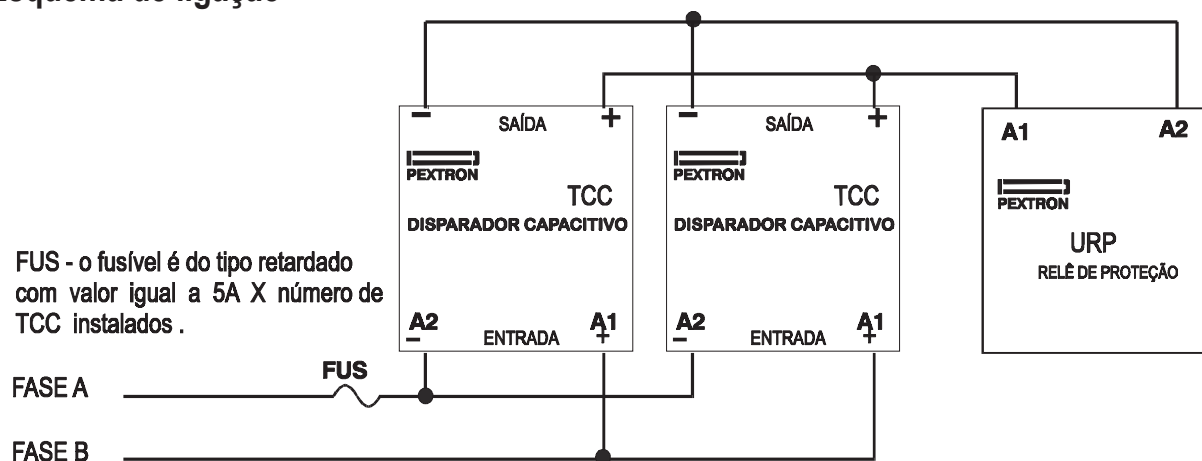 Esquema de ligação
- SAÍDA +
PEXTRON
TCC
DISPARADOR CAPACITIVO
A2 ENTRADA A1
- +
- SAÍDA +
PEXTRON
TCC
DISPARADOR CAPACITIVO
A2 ENTRADA A1
- +
A1 A2
PEXTRON
URP
RELÊ DE PROTEÇÃO
FUS - o fusível é do tipo retardado
com valor igual a 5A X número de
TCC instalados .
FUS
FASE A
FASE B